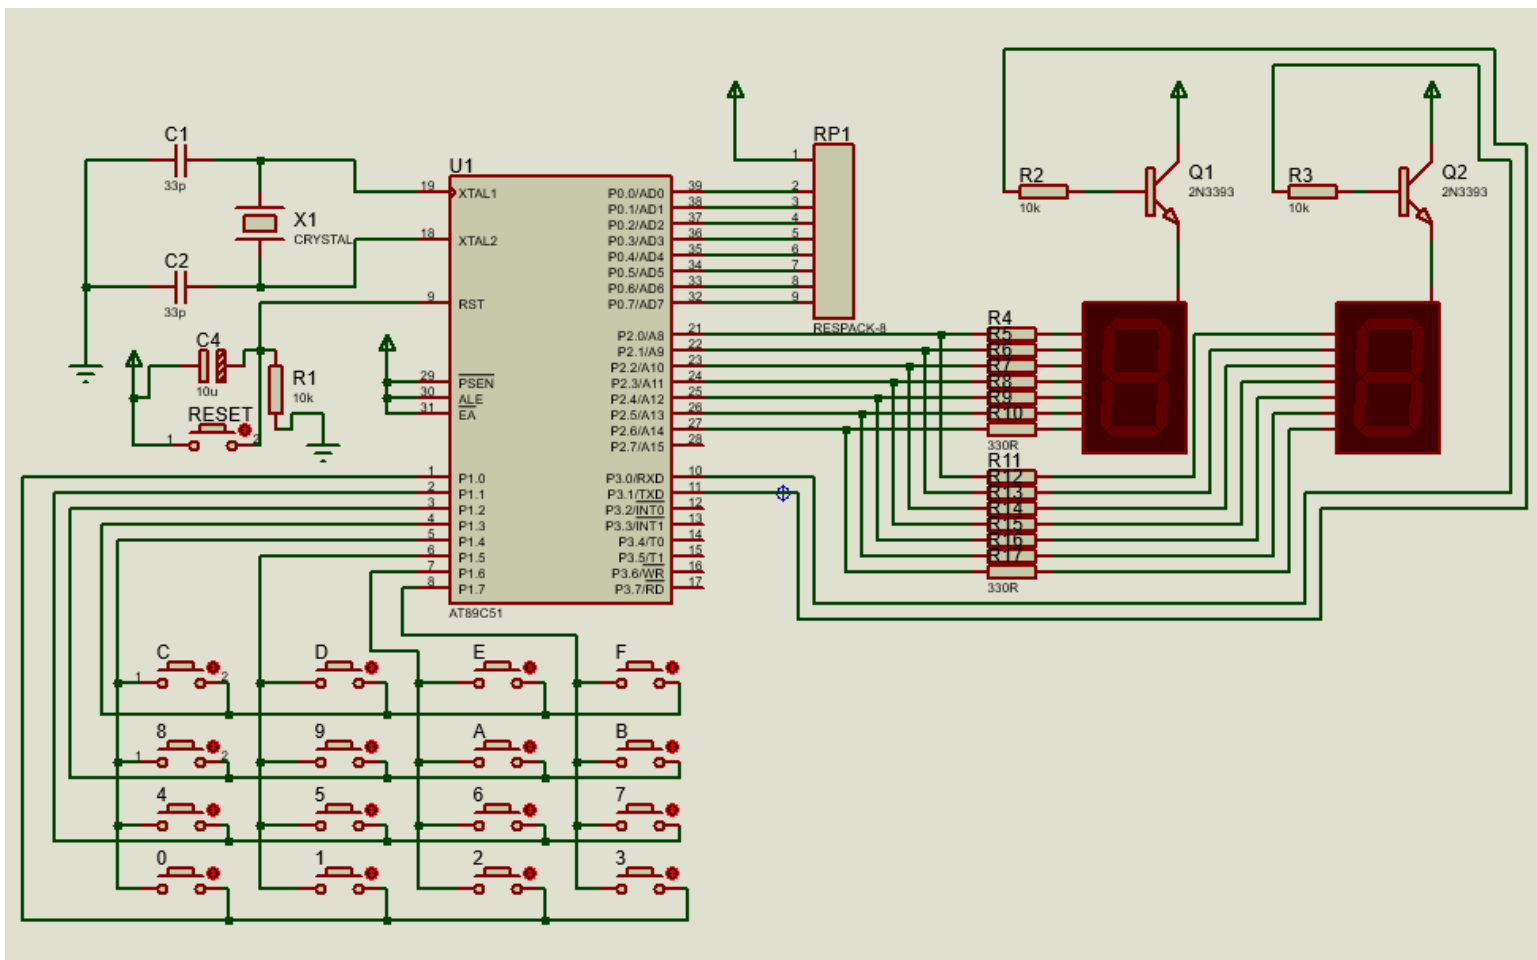 C1
33p
X1
CRYSTAL
C2
33p
C4
10u
R1
10k
RESET
1
2
U1
19
XTAL1
18
XTAL2
9
RST
29
PSEN
30
ALE
31
EA
1
P1.0
2
P1.1
3
P1.2
4
P1.3
5
P1.4
6
P1.5
7
P1.6
8
P1.7
P0.0/AD0
39
P0.1/AD1
38
P0.2/AD2
37
P0.3/AD3
36
P0.4/AD4
35
P0.5/AD5
34
P0.6/AD6
33
P0.7/AD7
32
P2.0/A8
21
P2.1/A9
22
P2.2/A10
23
P2.3/A11
24
P2.4/A12
25
P2.5/A13
26
P2.6/A14
27
P2.7/A15
28
P3.0/RXD
10
P3.1/TXD
11
P3.2/INT0
12
P3.3/INT1
13
P3.4/T0
14
P3.5/T1
15
P3.6/WR
16
P3.7/RD
17
AT89C51
RP1
1
2
3
4
5
6
7
8
9
RESPACK-8
R2
10k
Q1
2N3393
R3
10k
Q2
2N3393
R4
R5
R6
R7
R8
R9
R10
330R
R11
R12
R13
R14
R15
R16
R17
330R
C
1
2
D
E
F
8
1
2
9
A
B
4
5
6
7
0
1
2
3